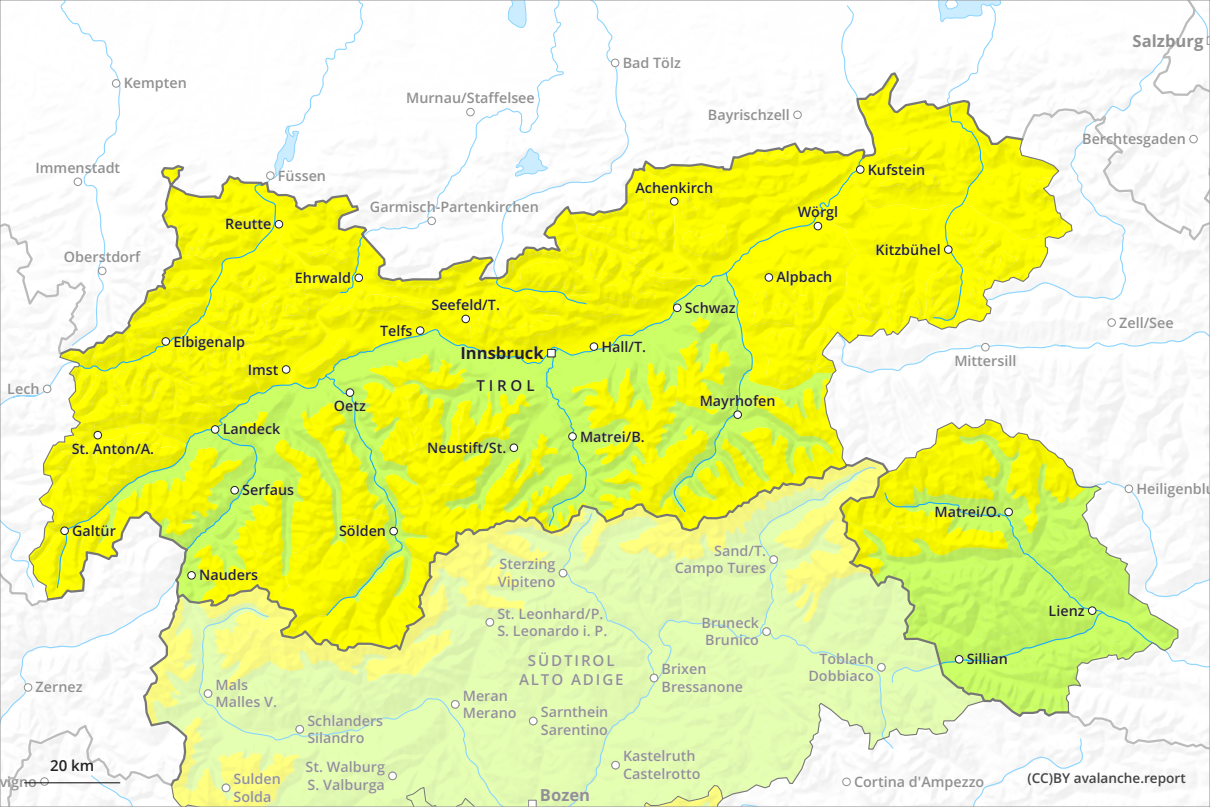 Salzburg
Kempten
Bad Tölz
Murnau/Staffelsee
Bayrischzell
Berchtesgaden
Immenstadt
Füssen
Kufstein
Achenkirch
Garmisch-Partenkirchen
Wörgl
Reutte
Kitzbühel
Oberstdorf
Ehrwald
Alpbach
Seefeld/T.
Schwaz
Zell/See
Telfs
Elbigenalp
Innsbruck
Hall/T.
Mittersill
Imst
TIROL
Lech
Oetz
Mayrhofen
Landeck
Matrei/B.
St. Anton/A.
Neustift/St.
Serfaus
Heiligenblu
Matrei/O.
Galtür
Sölden
Sand/T.
Campo Tures
Sterzing
Vipiteno
Nauders
Lienz
St. Leonhard/P.
S. Leonardo i. P.
Bruneck
Brunico
SÜDTIROL
ALTO ADIGE
Sillian
Toblach
Dobbiaco
Brixen
Bressanone
Zernez
Mals
Malles V.
Meran
Merano
Sarnthein
Sarentino
Schlanders
Silandro
Kastelruth
Castelrotto
20 km
St. Walburg
S. Valburga
Sulden
Solda
vigno
Cortina d'Ampezzo
(CC)BY avalanche.report
Bozen